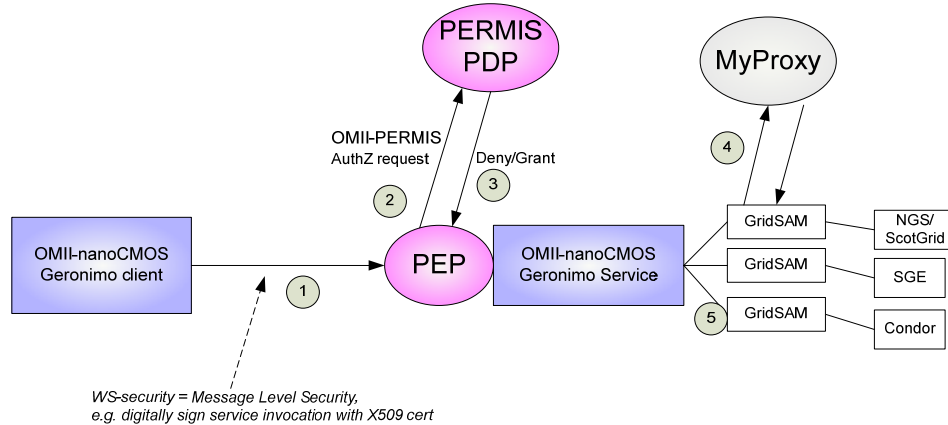 PERMIS
PDP
MyProxy
OMII-PERMIS
AuthZ request
Deny/Grant
2
3
4
OMII-nanoCMOS
Geronimo client
1
PEP
OMII-nanoCMOS
Geronimo Service
GridSAM
GridSAM
GridSAM
5
NGS/
ScotGrid
SGE
Condor
WS-security = Message Level Security,
e.g. digitally sign service invocation with X509 cert